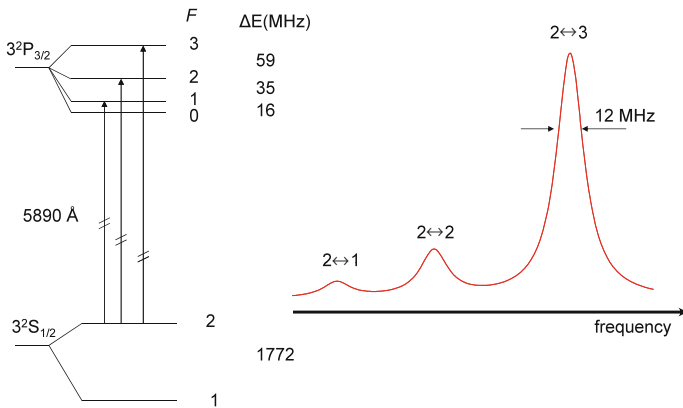 F ΔE(MHz)
3²P₃/₂
3
59
2
35
1
16
0
5890 Å
3²S₁/₂
2
1772
1
2↔3
12 MHz
2↔2
2↔1
frequency